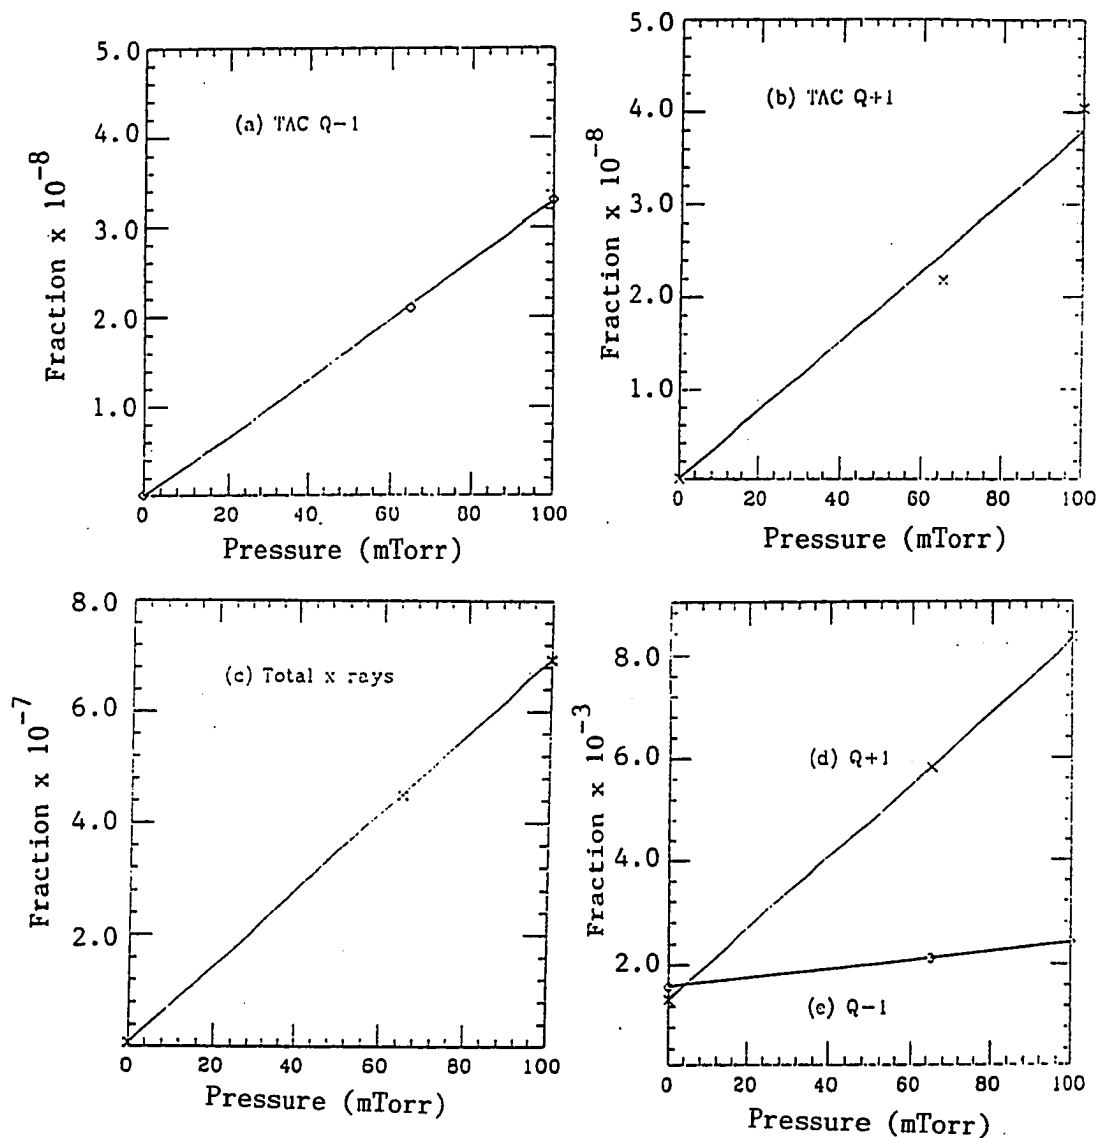 5.0
4.0
3.0
2.0
1.0
Fraction x 10-8
(a) TAC Q-1
0 20 40 60 80 100
Pressure (mTorr)
5.0
4.0
3.0
2.0
1.0
Fraction x 10-8
(b) TAC Q+1
0 20 40 60 80 100
Pressure (mTorr)
8.0
6.0
4.0
2.0
Fraction x 10-7
(c) Total x rays
0 20 40 60 80 100
Pressure (mTorr)
8.0
6.0
4.0
2.0
Fraction x 10-3
(d) Q+1
(e) Q-1
0 20 40 60 80 100
Pressure (mTorr)